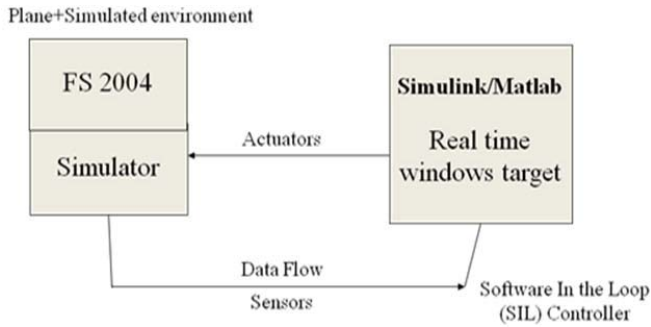 Plane+Simulated environment
FS 2004
Simulator
Actuators
Simulink/Matlab
Real time
windows target
Data Flow
Sensors
Software In the Loop
(SIL) Controller